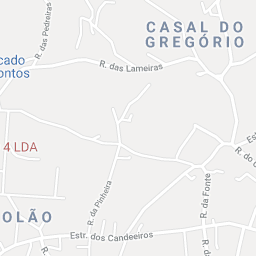 CASAL DO
GREGÓRIO
R. das Pedreiras
R. das Lameiras
cado
ontos
4 LDA
R. do
R. da Pinheira
R. da Fonte
OLÃO
Estr. dos Candeeiros